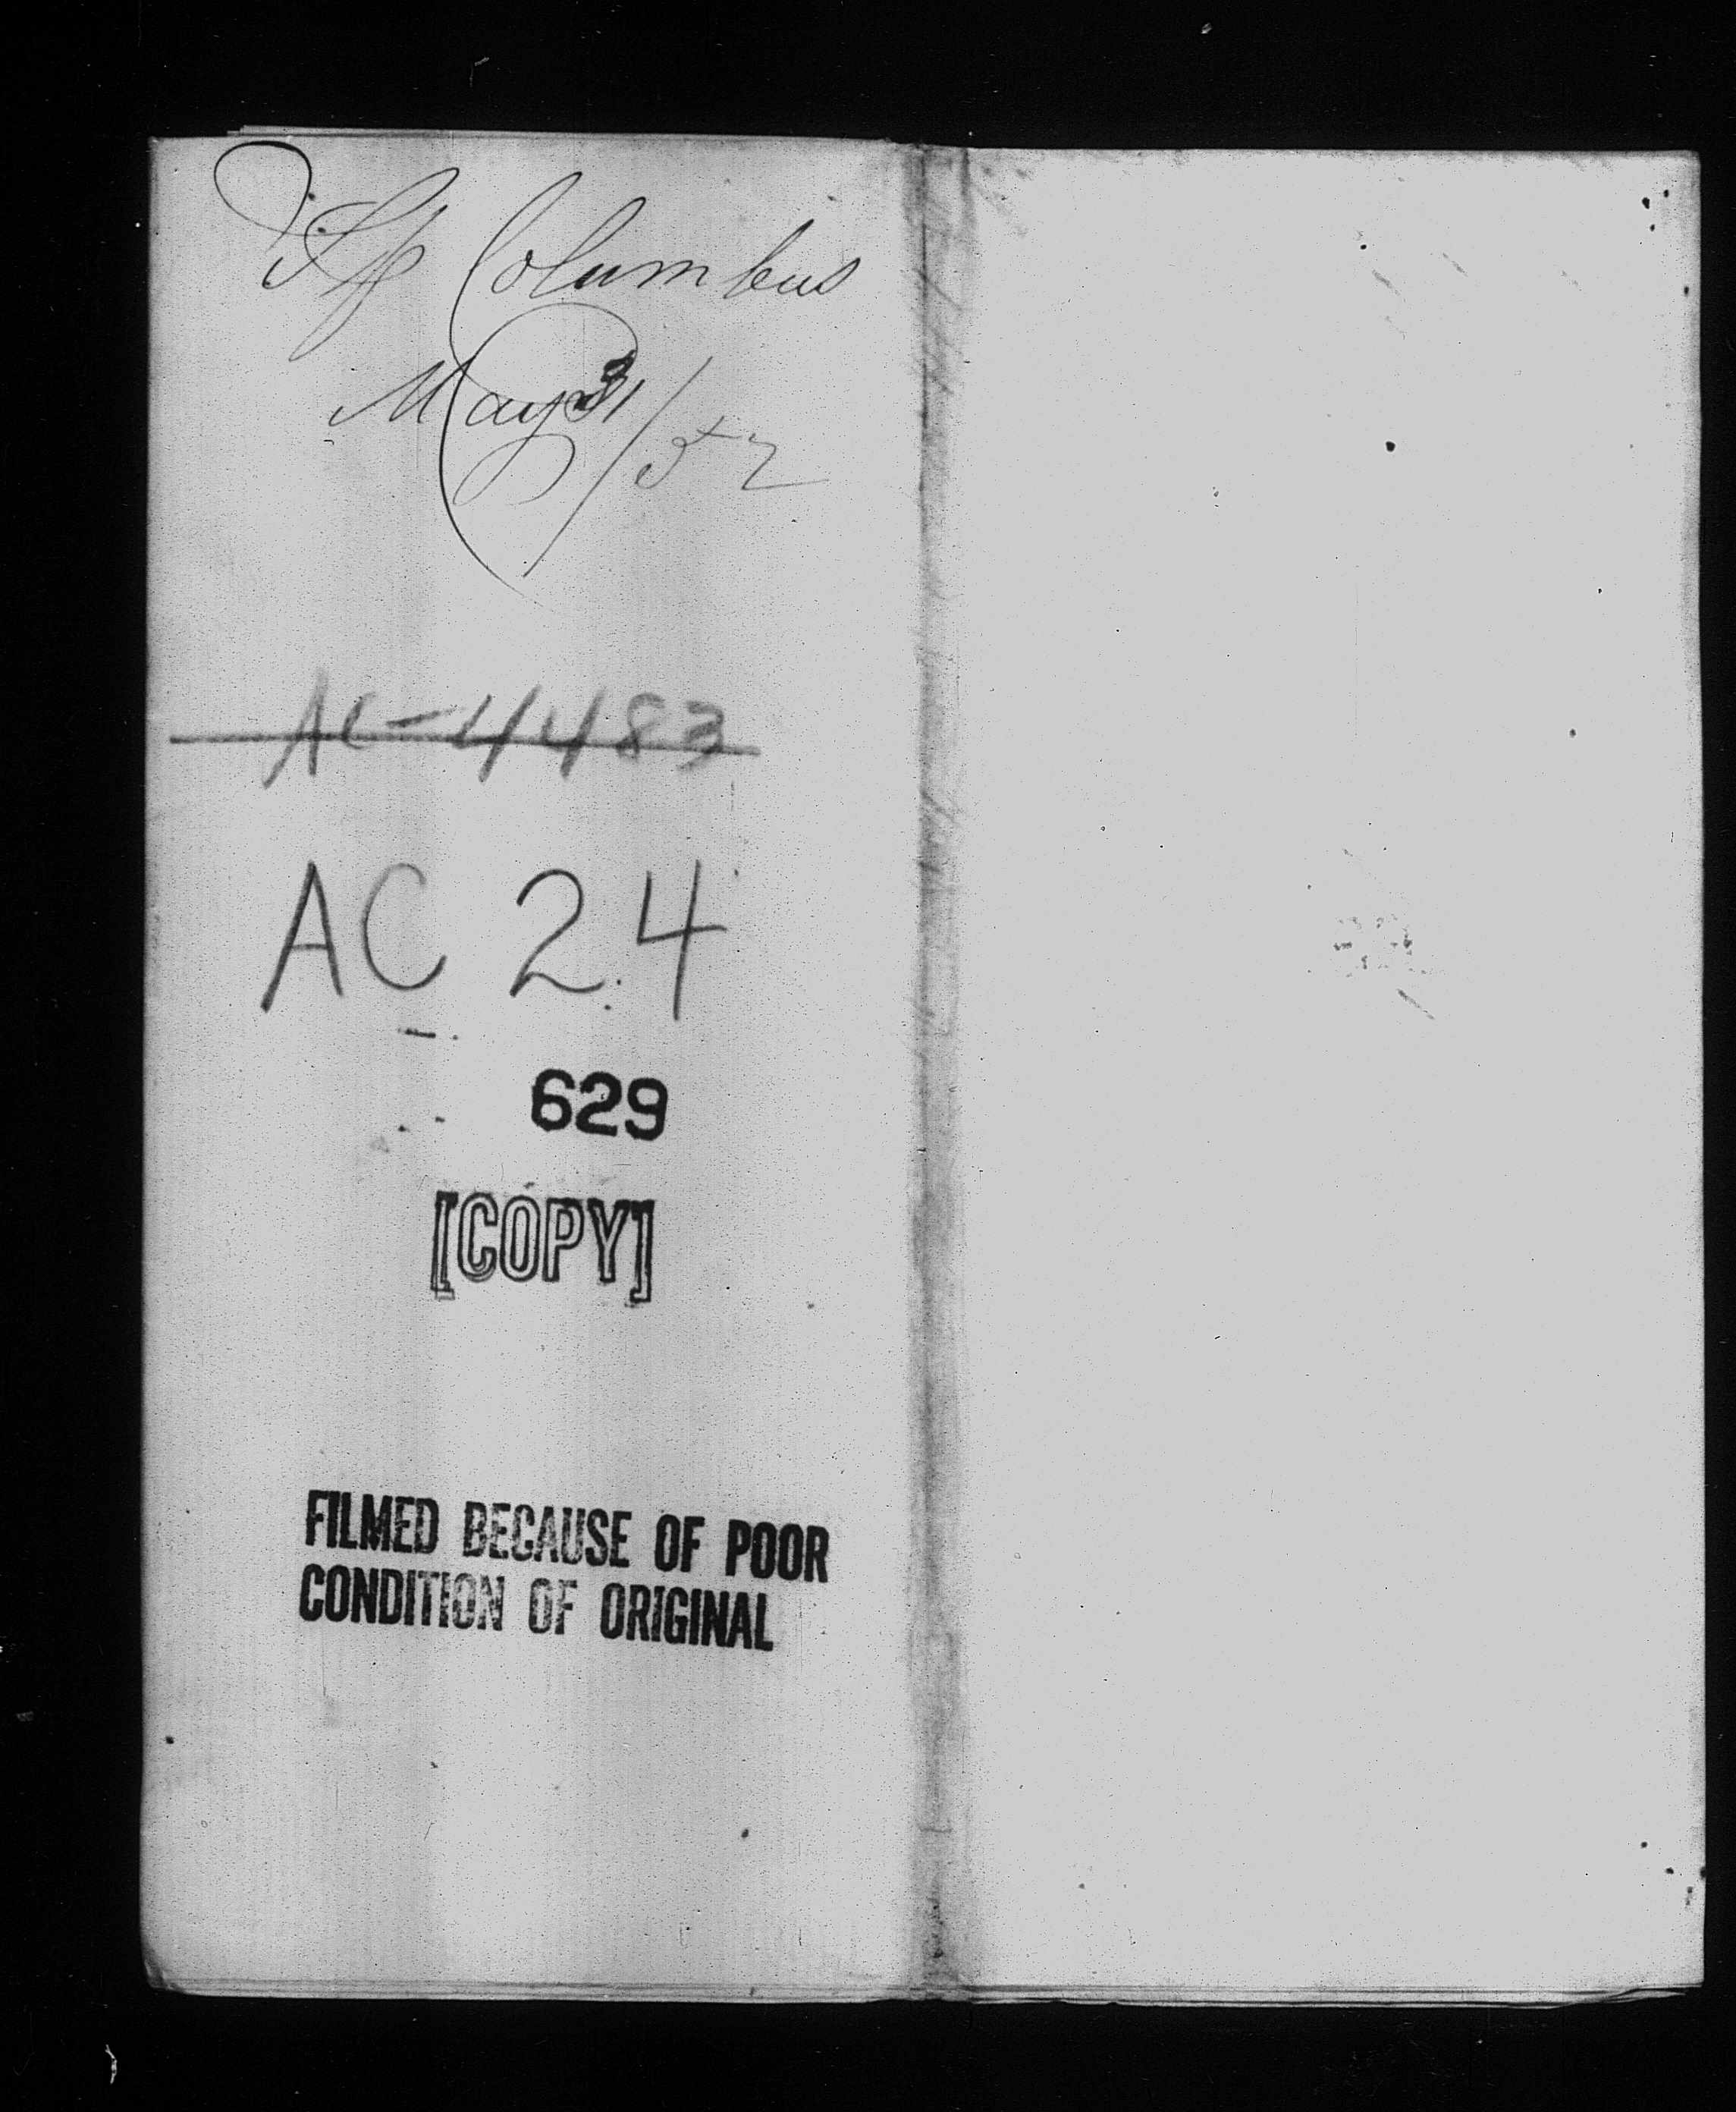 Columbus
May 31/52
AC-4483
AC 24
629
[COPY]
FILMED BECAUSE OF POOR
CONDITION OF ORIGINAL